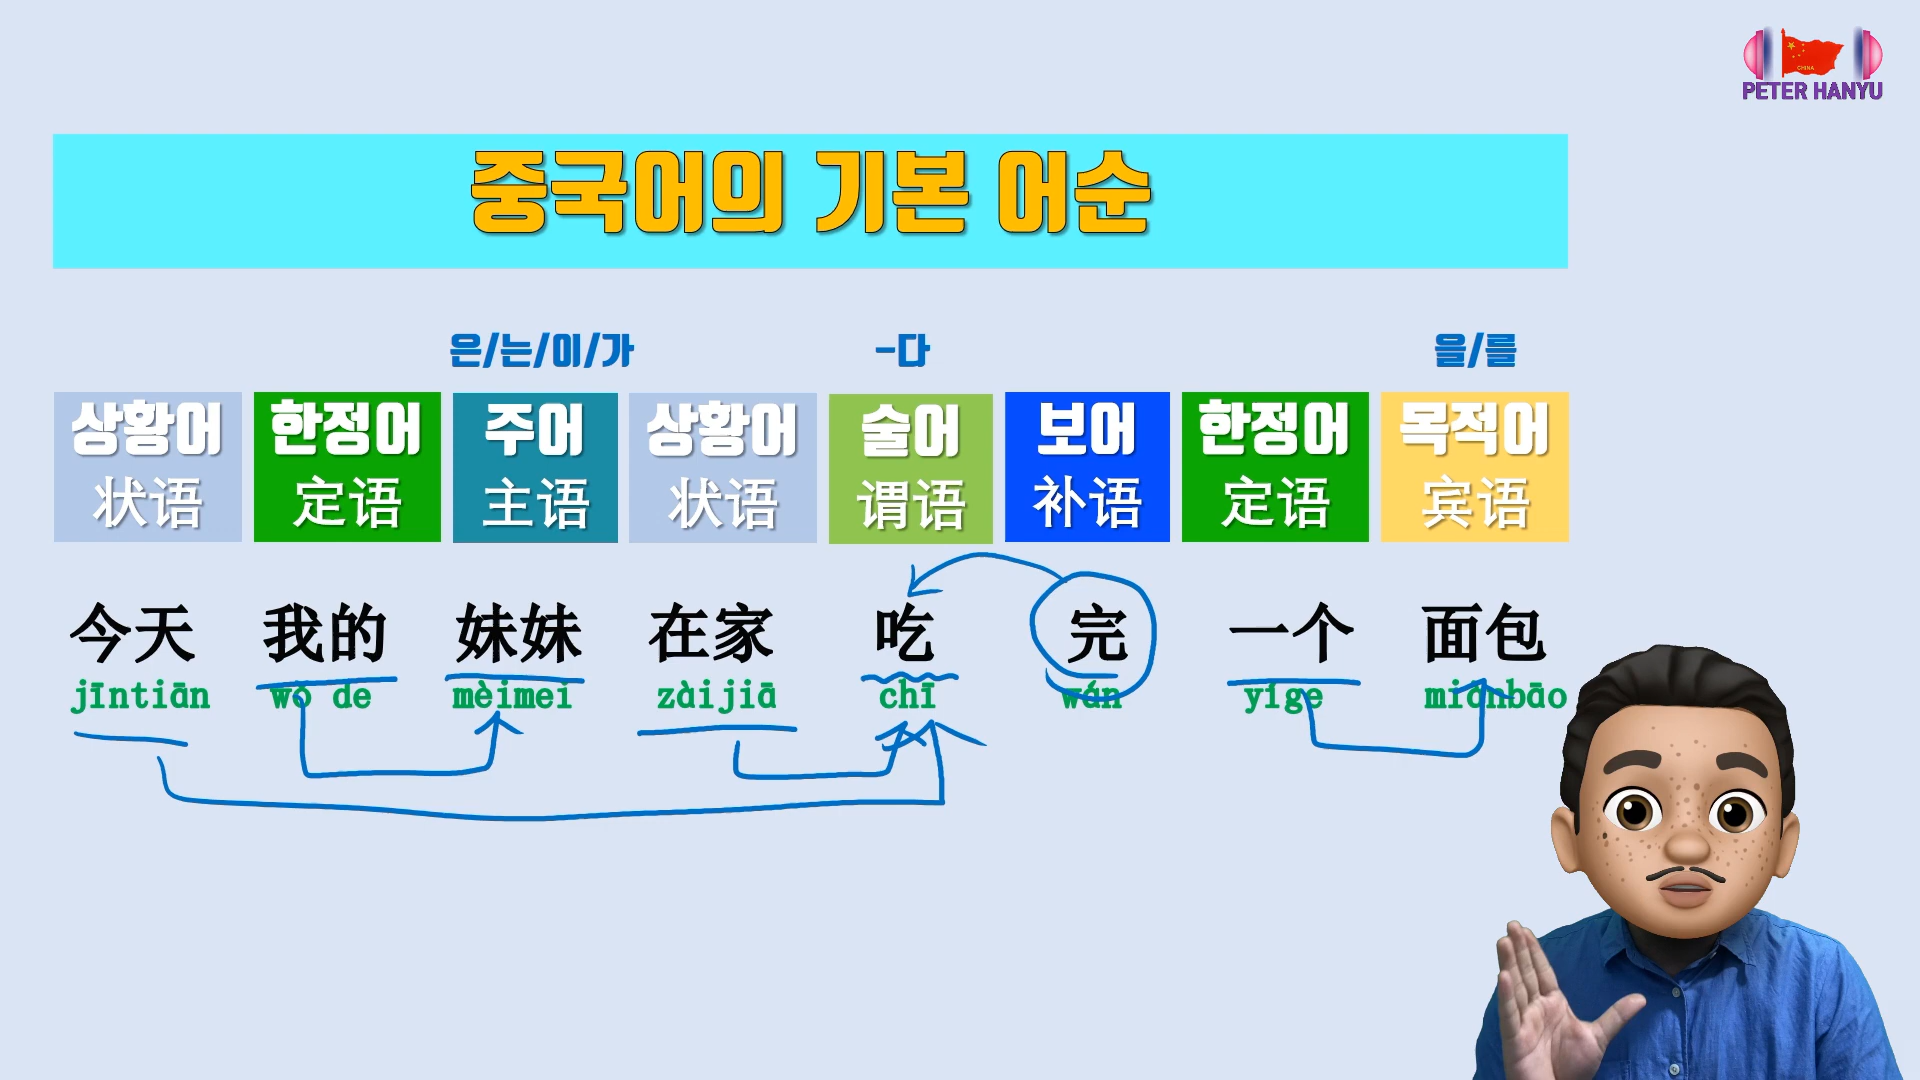 CHINA
PETER HANYU
중국어의 기본 어순
은/는/이/가 -다 을/를
상황어 한정어 주어 상황어 술어 보어 한정어 목적어
状语 定语 主语 状语 谓语 补语 定语 宾语
今天 我的 妹妹 在家 吃 完 一个 面包
jīntiān wǒ de mèimei zàijiā chī wán yíge miànbāo